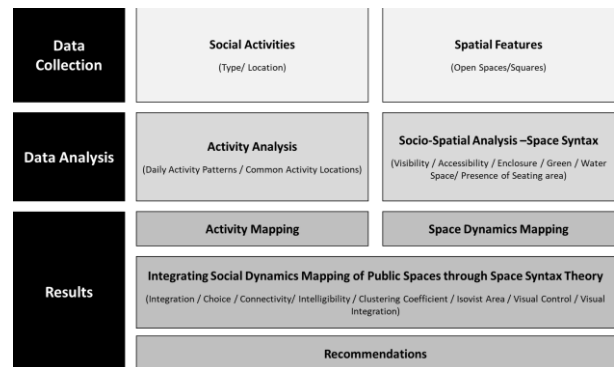 Data
Collection
Social Activities
(Type/ Location)
Spatial Features
(Open Spaces/Squares)
Data Analysis
Activity Analysis
(Daily Activity Patterns / Common Activity Locations)
Socio-Spatial Analysis –Space Syntax
(Visibility / Accessibility / Enclosure / Green / Water
Space/ Presence of Seating area)
Results
Activity Mapping
Space Dynamics Mapping
Integrating Social Dynamics Mapping of Public Spaces through Space Syntax Theory
(Integration / Choice / Connectivity/ Intelligibility / Clustering Coefficient / Isovist Area / Visual Control / Visual
Integration)
Recommendations